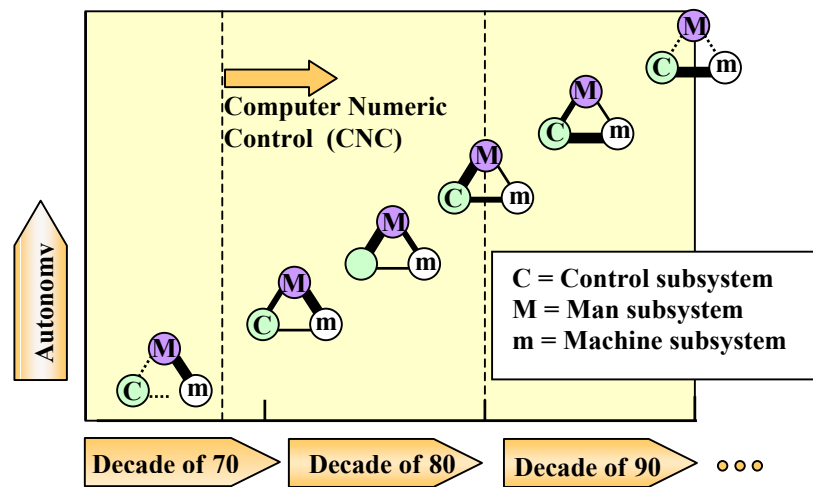 M
C
m
Computer Numeric
Control (CNC)
M
C
m
M
C
m
M
m
M
C
m
M
C
m
C = Control subsystem
M = Man subsystem
m = Machine subsystem
Autonomy
Decade of 70
Decade of 80
Decade of 90